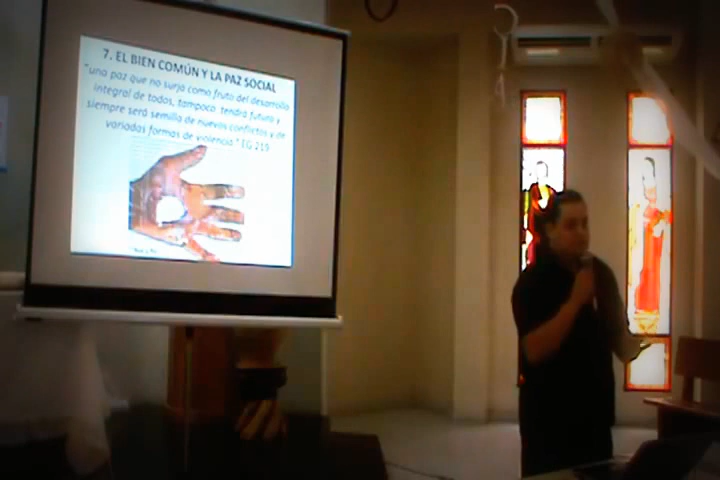 7. EL BIEN COMÚN Y LA PAZ SOCIAL
"una paz que no surja como fruto del desarrollo
integral de todos, tampoco tendrá futuro y
siempre será semilla de nuevos conflictos y de
variadas formas de violencia." EG 219